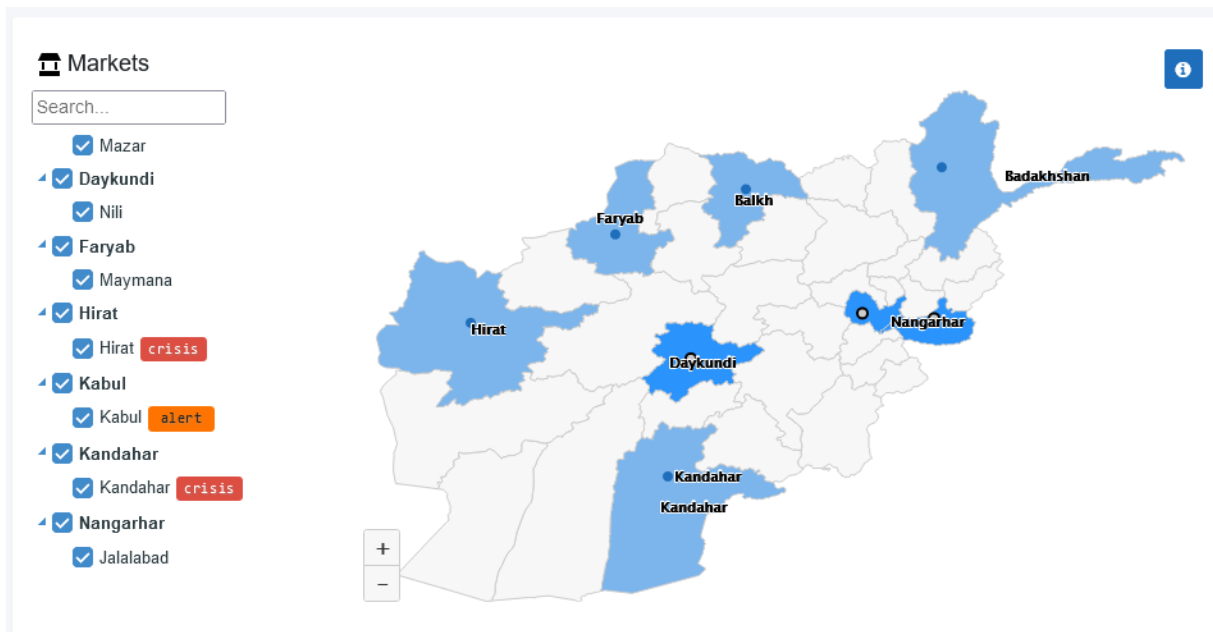 Markets
Search...
Mazar
Daykundi
Nili
Faryab
Maymana
Hirat
Hirat crisis
Kabul
Kabul alert
Kandahar
Kandahar crisis
Nangarhar
Jalalabad
Badakhshan
Balkh
Faryab
Nangarhar
Hirat
Daykundi
Kandahar
Kandahar
+
−